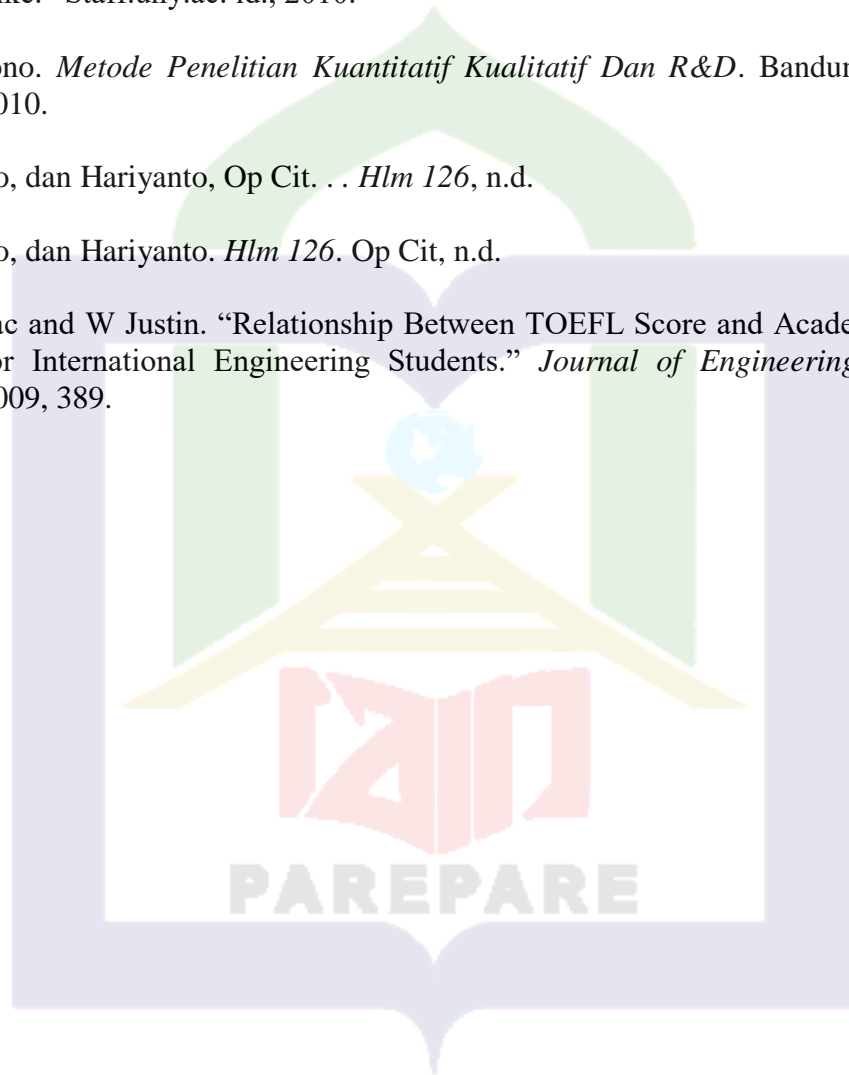 ono. Metode Penelitian Kuantitatif Kualitatif Dan R&D. Bandun
010.
o, dan Hariyanto, Op Cit. . . Hlm 126, n.d.
o, dan Hariyanto. Hlm 126. Op Cit, n.d.
ac and W Justin. “Relationship Between TOEFL Score and Acade
or International Engineering Students.” Journal of Engineering
009, 389.
iain
PAREPARE